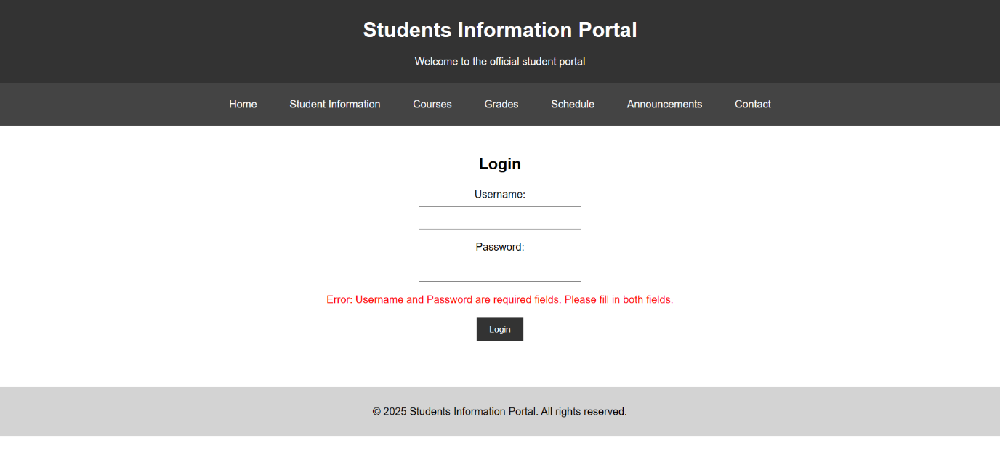 Students Information Portal
Welcome to the official student portal
Home Student Information Courses Grades Schedule Announcements Contact
Login
Username:
Password:
Error: Username and Password are required fields. Please fill in both fields.
Login
© 2025 Students Information Portal. All rights reserved.